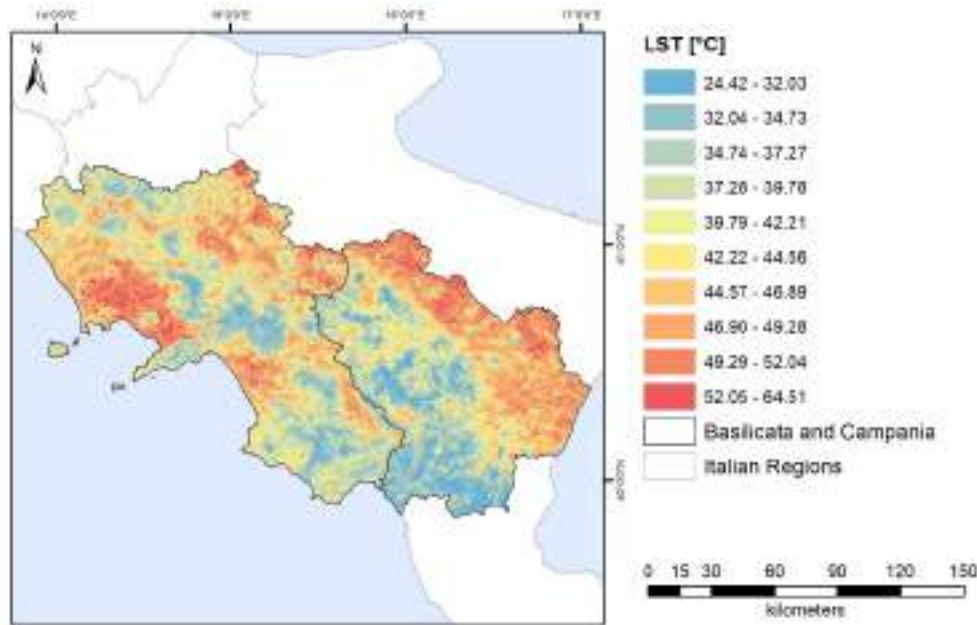 N
LST [°C]
24.42 - 32.03
32.04 - 34.73
34.74 - 37.27
37.28 - 39.78
39.79 - 42.21
42.22 - 44.56
44.57 - 46.89
46.90 - 49.28
49.29 - 52.04
52.05 - 64.51
Basilicata and Campania
Italian Regions
0 15 30 60 90 120 150
kilometers